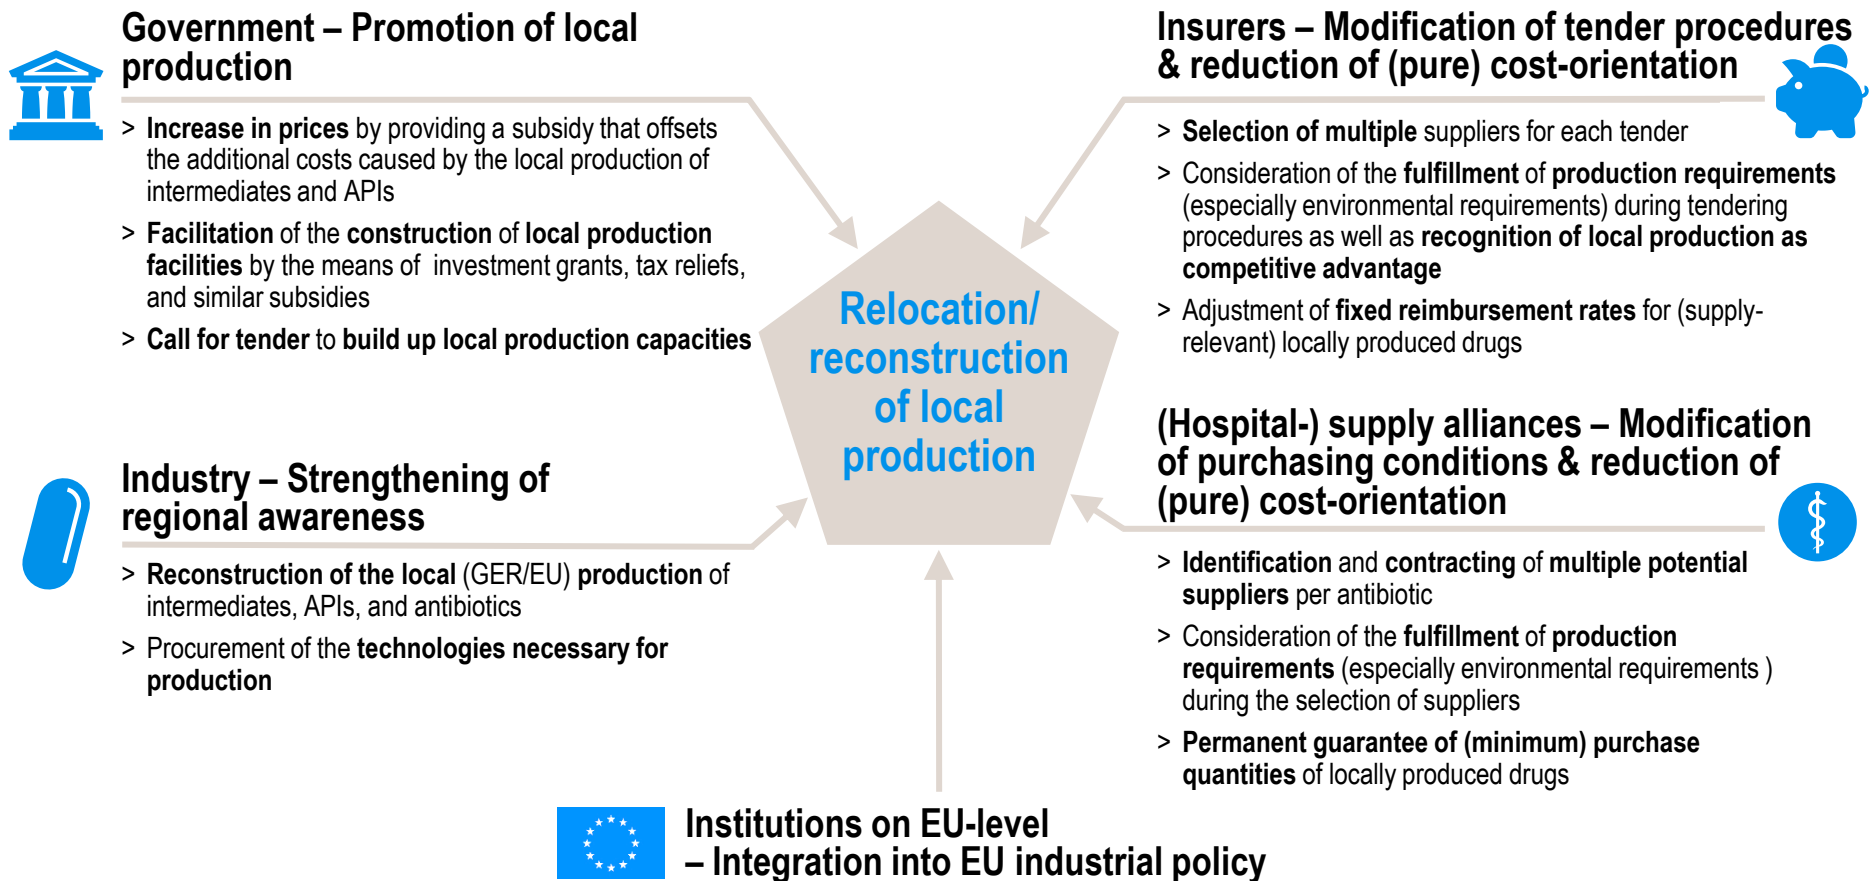 Government – Promotion of local
production
> Increase in prices by providing a subsidy that offsets
the additional costs caused by the local production of
intermediates and APIs
> Facilitation of the construction of local production
facilities by the means of  investment grants, tax reliefs,
and similar subsidies
> Call for tender to build up local production capacities
Insurers – Modification of tender procedures
& reduction of (pure) cost-orientation
> Selection of multiple suppliers for each tender
> Consideration of the fulfillment of production requirements
(especially environmental requirements) during tendering
procedures as well as recognition of local production as
competitive advantage
> Adjustment of fixed reimbursement rates for (supply-
relevant) locally produced drugs
Relocation/
reconstruction
of local
production
Industry – Strengthening of
regional awareness
> Reconstruction of the local (GER/EU) production of
intermediates, APIs, and antibiotics
> Procurement of the technologies necessary for
production
(Hospital-) supply alliances – Modification
of purchasing conditions & reduction of
(pure) cost-orientation
> Identification and contracting of multiple potential
suppliers per antibiotic
> Consideration of the fulfillment of production
requirements (especially environmental requirements )
during the selection of suppliers
> Permanent guarantee of (minimum) purchase
quantities of locally produced drugs
Institutions on EU-level
– Integration into EU industrial policy